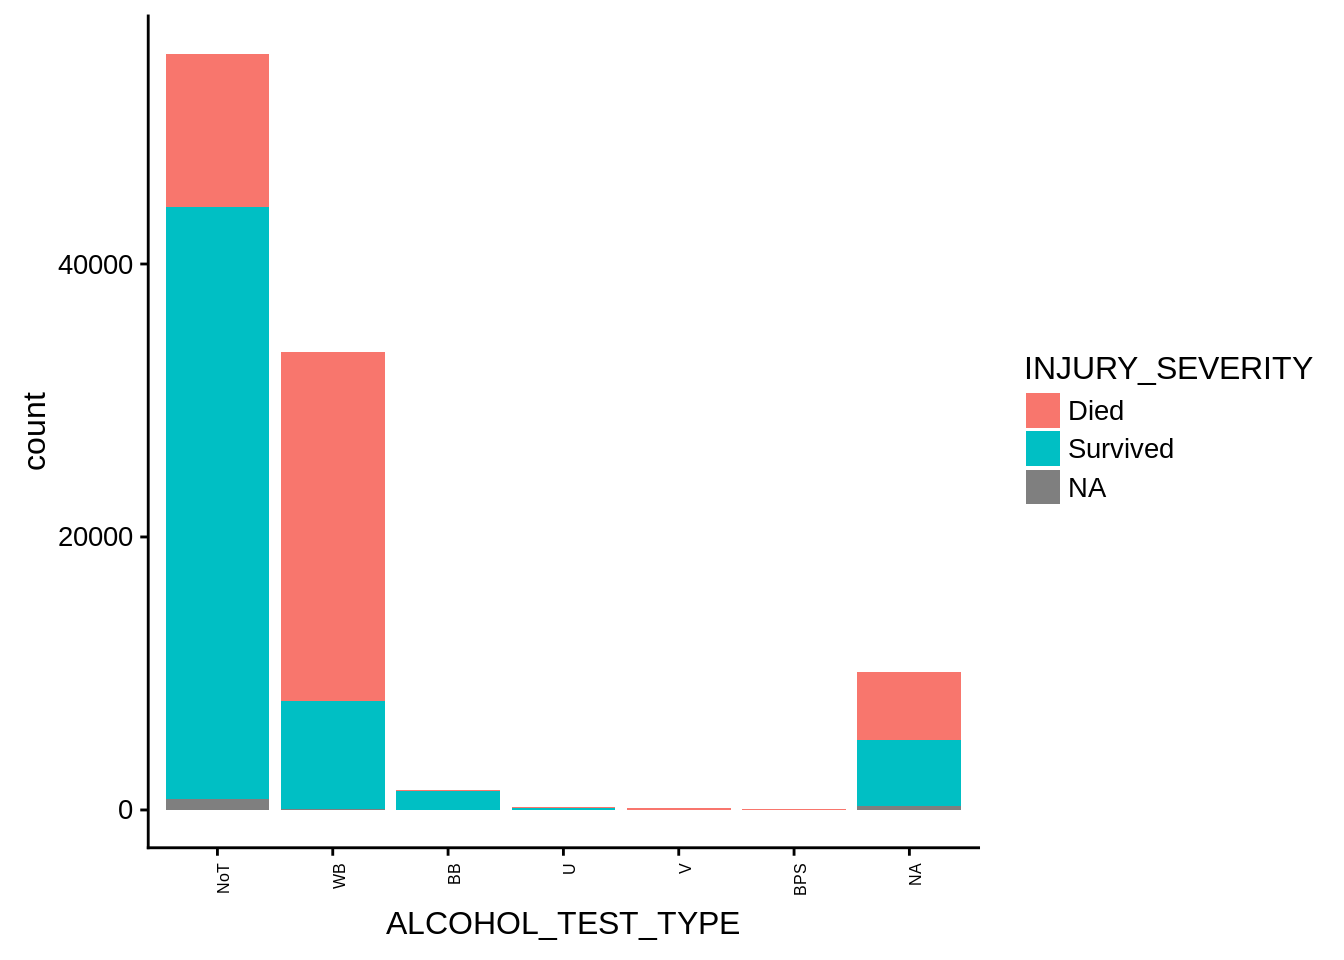 count
40000
20000
0
NoT
WB
BB
U
V
BPS
NA
ALCOHOL_TEST_TYPE
INJURY_SEVERITY
Died
Survived
NA